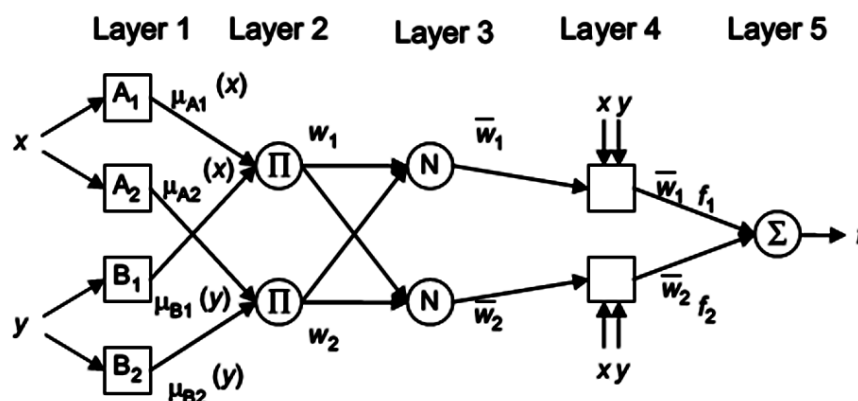 Layer 1 Layer 2 Layer 3 Layer 4 Layer 5
A₁ μA1 (x)
x y
x
w₁
w̅₁
(x)
Π N
A₂ μA2
w̅₁ f₁
Σ
B₁
μB1 (y)
Π N
w̅₂ f₂
y
w₂
w̅₂
B₂
μB2 (y)
x y